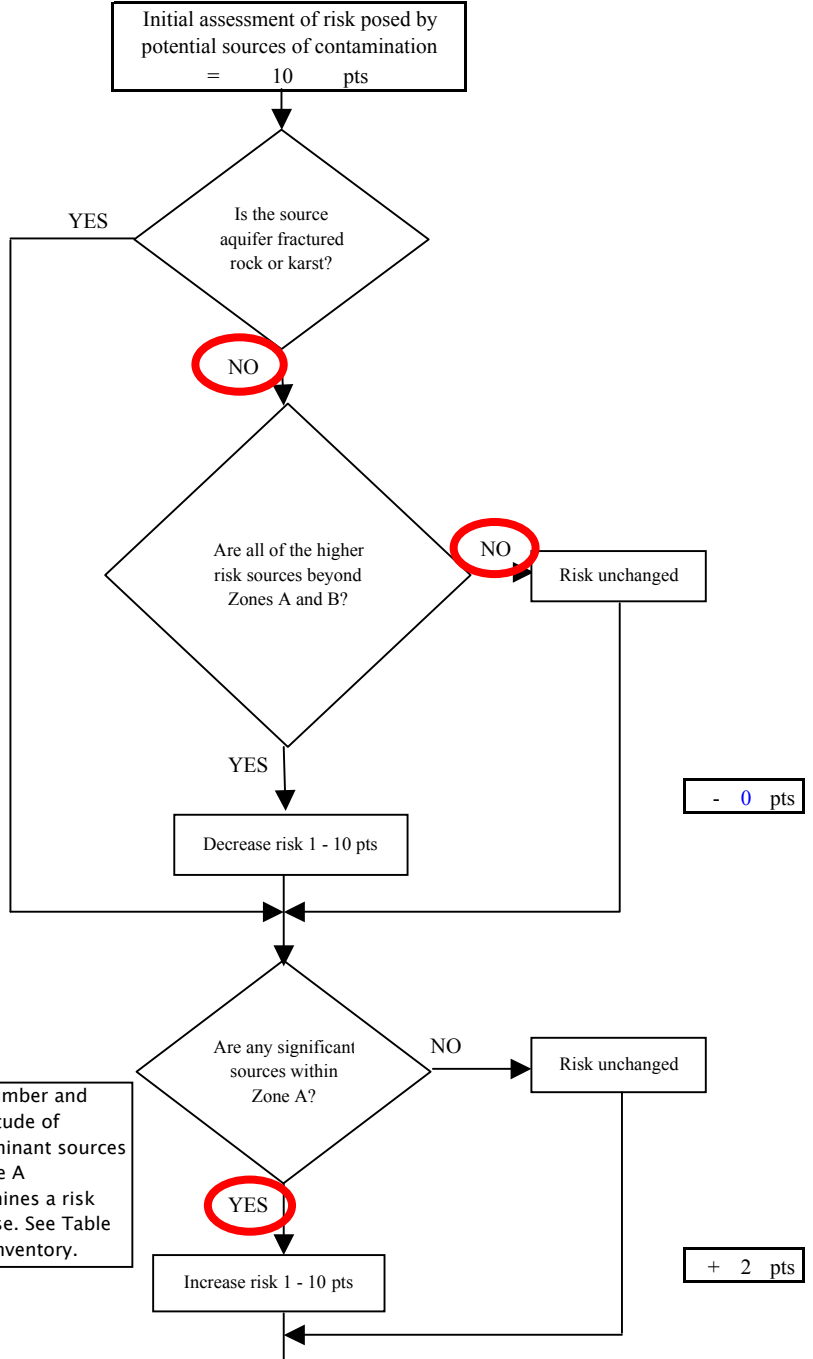 Initial assessment of risk posed by
potential sources of contamination
= 10 pts
YES
Is the source
aquifer fractured
rock or karst?
NO
Are all of the higher
risk sources beyond
Zones A and B?
NO
Risk unchanged
YES
- 0 pts
Decrease risk 1 - 10 pts
Are any significant
sources within
Zone A?
NO
Risk unchanged
mber and
tude of
minant sources
e A
nines a risk
se. See Table
nventory.
YES
Increase risk 1 - 10 pts
+ 2 pts